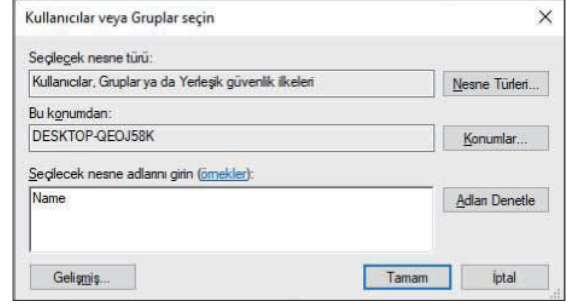 Kullanıcılar veya Gruplar seçin
Seçilecek nesne türü:
Kullanıcılar, Gruplar ya da Yerleşik güvenlik ilkeleri
Nesne Türleri...
Bu konumdan:
DESKTOP-QEOJ58K
Konumlar...
Seçilecek nesne adlarını girin (örnekler):
Name
Adları Denetle
Gelişmiş...
Tamam
İptal